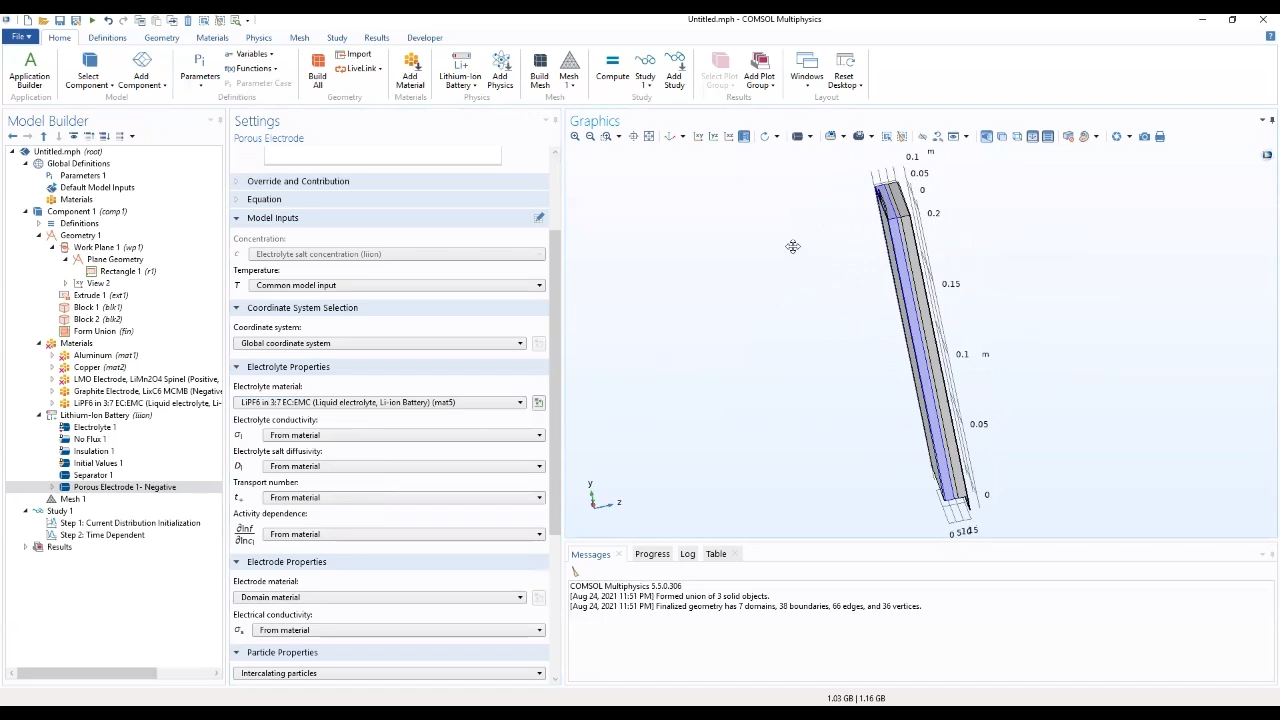 Untitled.mph - COMSOL Multiphysics
File
Home
Definitions
Geometry
Materials
Physics
Mesh
Study
Results
Developer
Application Builder
Application
Select Component
Add Component
Model
Parameters
Variables
Functions
Parameter Case
Definitions
Build All
Import
LiveLink
Geometry
Add Material
Materials
Lithium-Ion Battery
Add Physics
Physics
Build Mesh
Mesh 1
Mesh
Compute
Study 1
Add Study
Study
Select Plot Group
Add Plot Group
Results
Windows
Reset Desktop
Layout
Model Builder
Untitled.mph (root)
Global Definitions
Parameters 1
Default Model Inputs
Materials
Component 1 (comp1)
Definitions
Geometry 1
Work Plane 1 (wp1)
Plane Geometry
Rectangle 1 (r1)
View 2
Extrude 1 (ext1)
Block 1 (blk1)
Block 2 (blk2)
Form Union (fin)
Materials
Aluminum (mat1)
Copper (mat2)
LMO Electrode, LiMn2O4 Spinel (Positive,
Graphite Electrode, LixC6 MCMB (Negative
LiPF6 in 3:7 EC:EMC (Liquid electrolyte, Li-
Lithium-Ion Battery (liion)
Electrolyte 1
No Flux 1
Insulation 1
Initial Values 1
Separator 1
Porous Electrode 1- Negative
Mesh 1
Study 1
Step 1: Current Distribution Initialization
Step 2: Time Dependent
Results
Settings
Porous Electrode
Override and Contribution
Equation
Model Inputs
Concentration:
c Electrolyte salt concentration (liion)
Temperature:
T Common model input
Coordinate System Selection
Coordinate system:
Global coordinate system
Electrolyte Properties
Electrolyte material:
LiPF6 in 3:7 EC:EMC (Liquid electrolyte, Li-ion Battery) (mat5)
Electrolyte conductivity:
σl From material
Electrolyte salt diffusivity:
Dl From material
Transport number:
t+ From material
Activity dependence:
∂lnf/∂lncl From material
Electrode Properties
Electrode material:
Domain material
Electrical conductivity:
σs From material
Particle Properties
Intercalating particles
Graphics
0.1 m
0.05
0
0.2
0.15
0.1 m
0.05
0
y
z
Messages
Progress
Log
Table
COMSOL Multiphysics 5.5.0.306
[Aug 24, 2021 11:51 PM] Formed union of 3 solid objects.
[Aug 24, 2021 11:51 PM] Finalized geometry has 7 domains, 38 boundaries, 66 edges, and 36 vertices.
1.03 GB | 1.16 GB